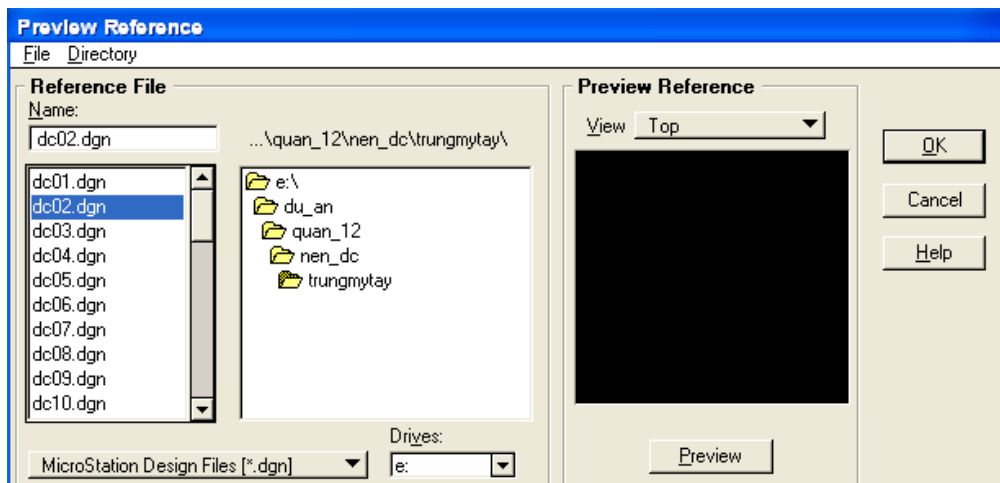 Preview Reference
File Directory
Reference File
Name:
dc02.dgn
...\quan_12\nen_dc\trungmytay\
dc01.dgn
dc02.dgn
dc03.dgn
dc04.dgn
dc05.dgn
dc06.dgn
dc07.dgn
dc08.dgn
dc09.dgn
dc10.dgn
e:\
du_an
quan_12
nen_dc
trungmytay
MicroStation Design Files [*.dgn]
Drives:
e:
Preview Reference
View Top
Preview
OK
Cancel
Help